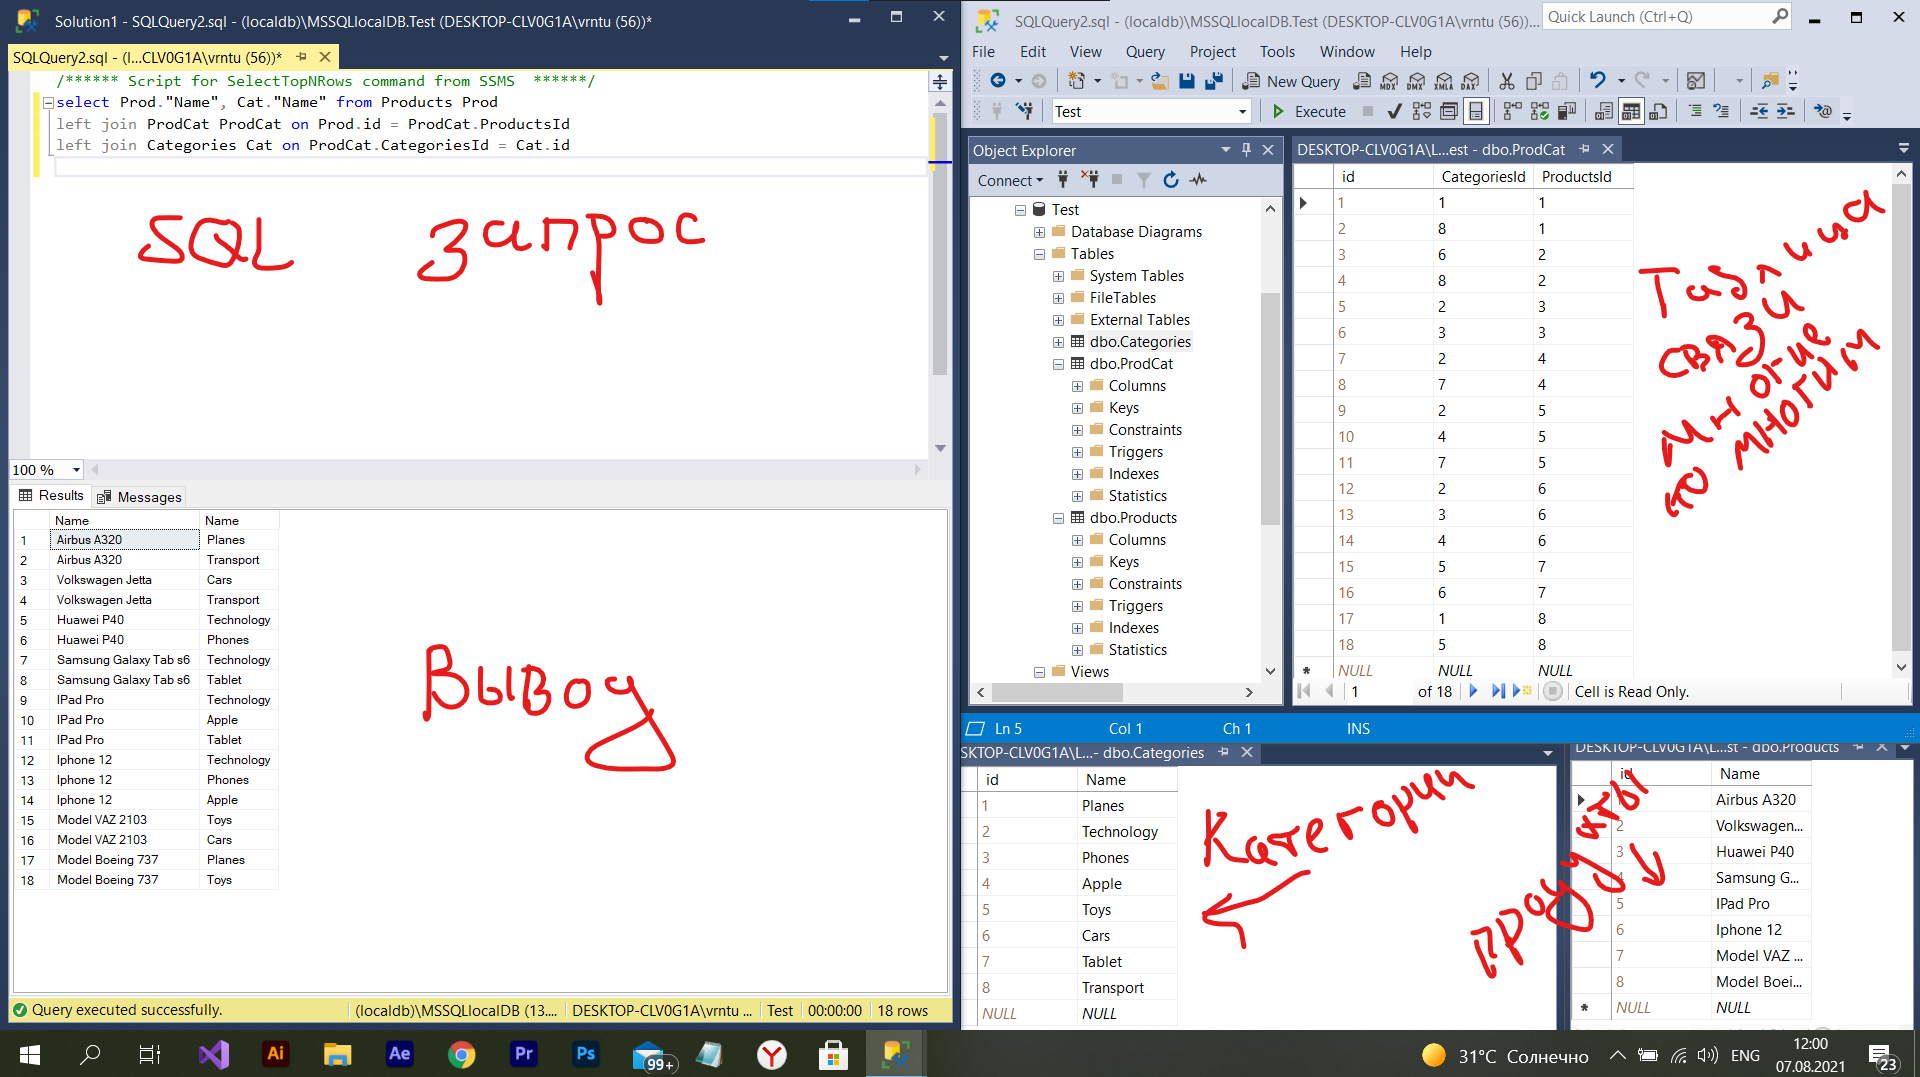 Solution1 - SQLQuery2.sql - (localdb)\MSSQLlocalDB.Test (DESKTOP-CLV0G1A\vrntu (56))*
SQLQuery2.sql - (l...CLV0G1A\vrntu (56))*
/****** Script for SelectTopNRows command from SSMS  ******/
select Prod."Name", Cat."Name" from Products Prod
left join ProdCat ProdCat on Prod.id = ProdCat.ProductsId
left join Categories Cat on ProdCat.CategoriesId = Cat.id
SQL запрос
100 %
Results Messages
Name Name
1 Airbus A320 Planes
2 Airbus A320 Transport
3 Volkswagen Jetta Cars
4 Volkswagen Jetta Transport
5 Huawei P40 Technology
6 Huawei P40 Phones
7 Samsung Galaxy Tab s6 Technology
8 Samsung Galaxy Tab s6 Tablet
9 IPad Pro Technology
10 IPad Pro Apple
11 IPad Pro Tablet
12 Iphone 12 Technology
13 Iphone 12 Phones
14 Iphone 12 Apple
15 Model VAZ 2103 Toys
16 Model VAZ 2103 Cars
17 Model Boeing 737 Planes
18 Model Boeing 737 Toys
Вывод
Query executed successfully. (localdb)\MSSQLlocalDB (13.... DESKTOP-CLV0G1A\vrntu ... Test 00:00:00 18 rows
SQLQuery2.sql - (localdb)\MSSQLlocalDB.Test (DESKTOP-CLV0G1A\vrntu (56))... Quick Launch (Ctrl+Q)
File Edit View Query Project Tools Window Help
New Query MDX DMX XMLA DAX
Test Execute
Object Explorer
Connect
Test
Database Diagrams
Tables
System Tables
FileTables
External Tables
dbo.Categories
dbo.ProdCat
Columns
Keys
Constraints
Triggers
Indexes
Statistics
dbo.Products
Columns
Keys
Constraints
Triggers
Indexes
Statistics
Views
DESKTOP-CLV0G1A\L...est - dbo.ProdCat
id CategoriesId ProductsId
1 1 1
2 8 1
3 6 2
4 8 2
5 2 3
6 3 3
7 2 4
8 7 4
9 2 5
10 4 5
11 7 5
12 2 6
13 3 6
14 4 6
15 5 7
16 6 7
17 1 8
18 5 8
NULL NULL NULL
1 of 18 Cell is Read Only.
Таблица
связи
многие
ко многим
Ln 5 Col 1 Ch 1 INS
SKTOP-CLV0G1A\L...- dbo.Categories
id Name
1 Planes
2 Technology
3 Phones
4 Apple
5 Toys
6 Cars
7 Tablet
8 Transport
NULL NULL
Категории
DESKTOP-CLV0G1A\L...st - dbo.Products
id Name
Airbus A320
2 Volkswagen...
3 Huawei P40
4 Samsung G...
5 IPad Pro
6 Iphone 12
7 Model VAZ ...
8 Model Boei...
NULL NULL
продукты
Ai Ae Pr Ps 99+ Y
31°C Солнечно ENG 12:00
07.08.2021 23